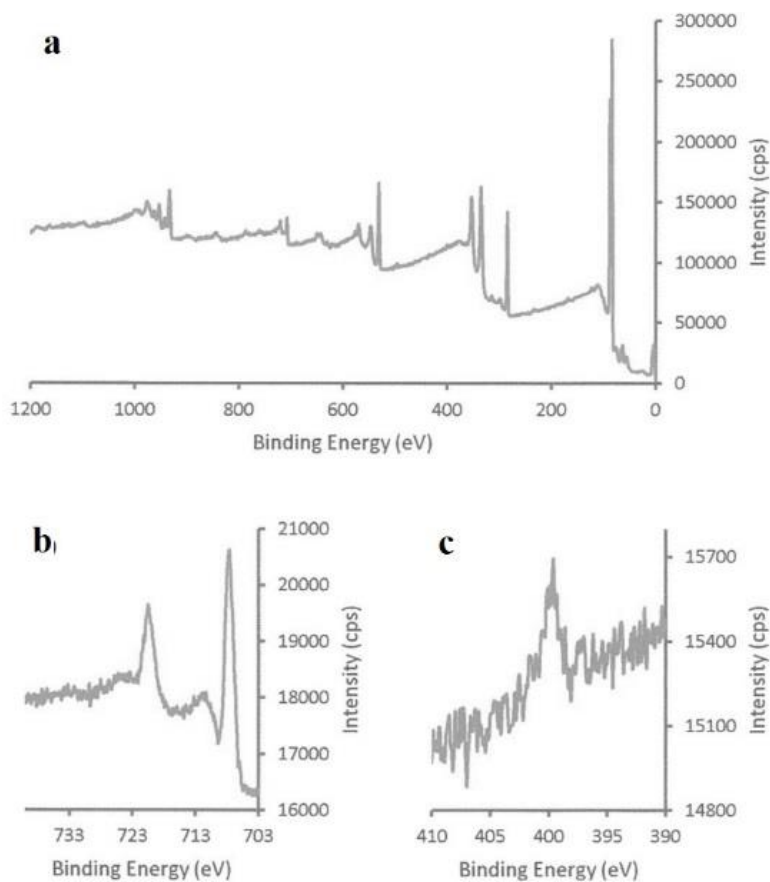 a
300000
250000
200000
150000
100000
50000
0
Intensity (cps)
1200 1000 800 600 400 200 0
Binding Energy (eV)
b)
21000
20000
19000
18000
17000
16000
Intensity (cps)
733 723 713 703
Binding Energy (eV)
c
15700
15400
15100
14800
Intensity (cps)
410 405 400 395 390
Binding Energy (eV)